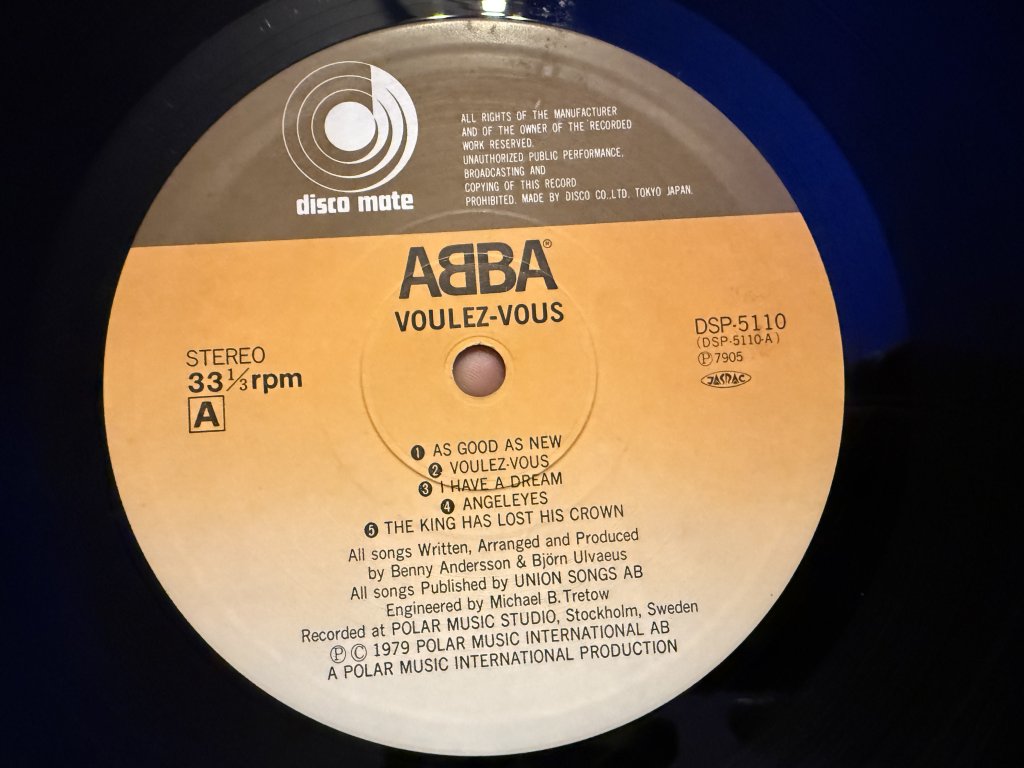 disco mate
ALL RIGHTS OF THE MANUFACTURER
AND OF THE OWNER OF THE RECORDED
WORK RESERVED.
UNAUTHORIZED PUBLIC PERFORMANCE,
BROADCASTING AND
COPYING OF THIS RECORD
PROHIBITED. MADE BY DISCO CO.,LTD. TOKYO JAPAN.
ABBA®
VOULEZ-VOUS
STEREO
33 1/3 rpm
A
DSP-5110
(DSP-5110-A)
Ⓟ7905
JASRAC
❶ AS GOOD AS NEW
❷ VOULEZ-VOUS
❸ I HAVE A DREAM
❹ ANGELEYES
❺ THE KING HAS LOST HIS CROWN
All songs Written, Arranged and Produced
by Benny Andersson & Björn Ulvaeus
All songs Published by UNION SONGS AB
Engineered by Michael B. Tretow
Recorded at POLAR MUSIC STUDIO, Stockholm, Sweden
Ⓟ © 1979 POLAR MUSIC INTERNATIONAL AB
A POLAR MUSIC INTERNATIONAL PRODUCTION